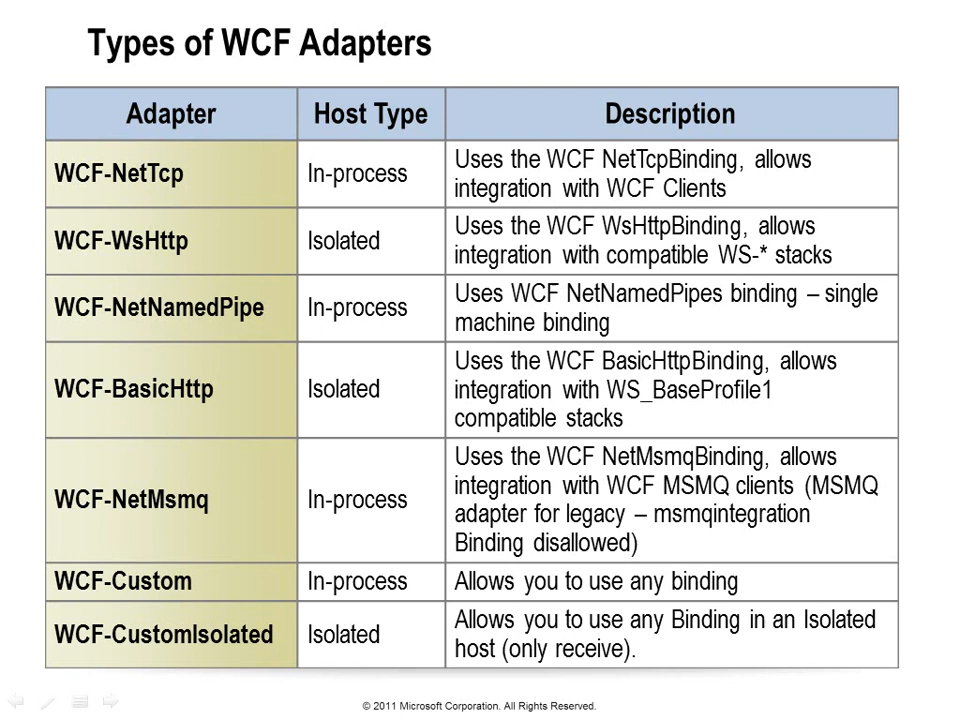 Types of WCF Adapters
Adapter Host Type Description
WCF-NetTcp In-process Uses the WCF NetTcpBinding, allows
integration with WCF Clients
WCF-WsHttp Isolated Uses the WCF WsHttpBinding, allows
integration with compatible WS-* stacks
WCF-NetNamedPipe In-process Uses WCF NetNamedPipes binding – single
machine binding
WCF-BasicHttp Isolated Uses the WCF BasicHttpBinding, allows
integration with WS_BaseProfile1
compatible stacks
WCF-NetMsmq In-process Uses the WCF NetMsmqBinding, allows
integration with WCF MSMQ clients (MSMQ
adapter for legacy – msmqintegration
Binding disallowed)
WCF-Custom In-process Allows you to use any binding
WCF-CustomIsolated Isolated Allows you to use any Binding in an Isolated
host (only receive).
© 2011 Microsoft Corporation. All Rights Reserved.